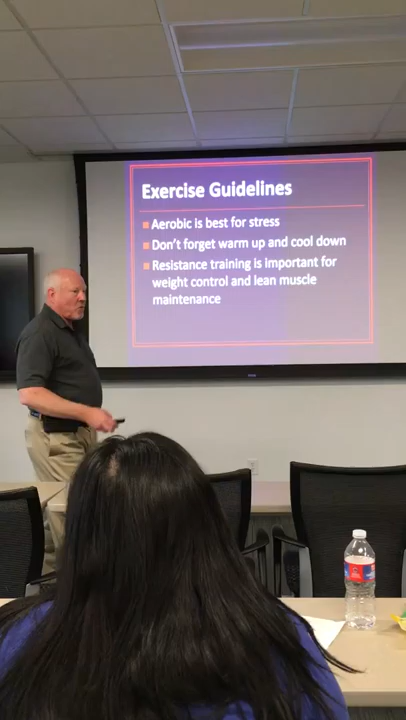 Exercise Guidelines
Aerobic is best for stress
Don't forget warm up and cool down
Resistance training is important for
weight control and lean muscle
maintenance